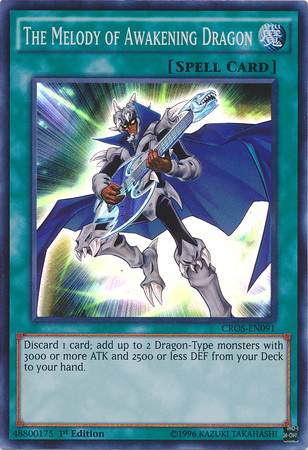 The Melody of Awakening Dragon
魔
[Spell Card]
CROS-EN091
Discard 1 card; add up to 2 Dragon-Type monsters with
3000 or more ATK and 2500 or less DEF from your Deck
to your hand.
48800175 1st Edition ©1996 KAZUKI TAKAHASHI